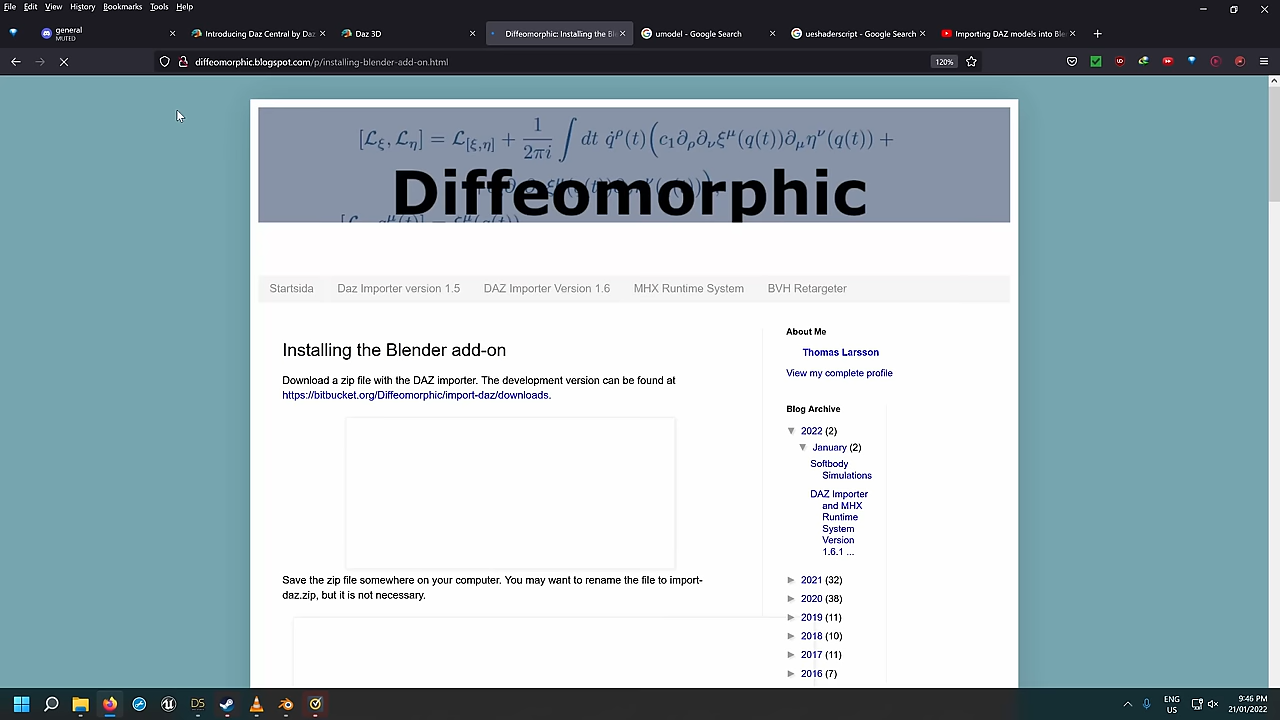 File Edit View History Bookmarks Tools Help
general
MUTED
Introducing Daz Central by Daz
Daz 3D
Diffeomorphic: Installing the Bl
umodel - Google Search
ueshaderscript - Google Search
Importing DAZ models into Ble
diffeomorphic.blogspot.com/p/installing-blender-add-on.html
120%
Diffeomorphic
Startsida
Daz Importer version 1.5
DAZ Importer Version 1.6
MHX Runtime System
BVH Retargeter
Installing the Blender add-on
Download a zip file with the DAZ importer. The development version can be found at
https://bitbucket.org/Diffeomorphic/import-daz/downloads.
Save the zip file somewhere on your computer. You may want to rename the file to import-
daz.zip, but it is not necessary.
About Me
Thomas Larsson
View my complete profile
Blog Archive
▼ 2022 (2)
▼ January (2)
Softbody
Simulations
DAZ Importer
and MHX
Runtime
System
Version
1.6.1 ...
► 2021 (32)
► 2020 (38)
► 2019 (11)
► 2018 (10)
► 2017 (11)
► 2016 (7)
DS
ENG
US
9:46 PM
21/01/2022